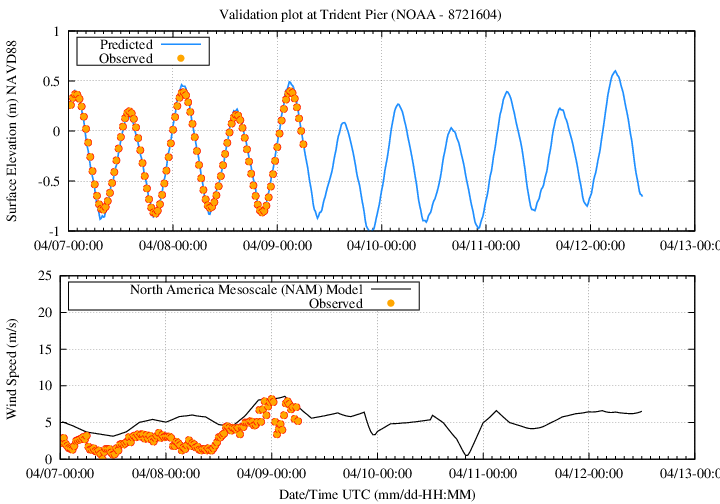 Validation plot at Trident Pier (NOAA - 8721604)
Surface Elevation (m) NAVD88
1
0.5
0
-0.5
-1
Predicted
Observed
04/07-00:00 04/08-00:00 04/09-00:00 04/10-00:00 04/11-00:00 04/12-00:00 04/13-00:00
Wind Speed (m/s)
25
20
15
10
5
0
North America Mesoscale (NAM) Model
Observed
04/07-00:00 04/08-00:00 04/09-00:00 04/10-00:00 04/11-00:00 04/12-00:00 04/13-00:00
Date/Time UTC (mm/dd-HH:MM)